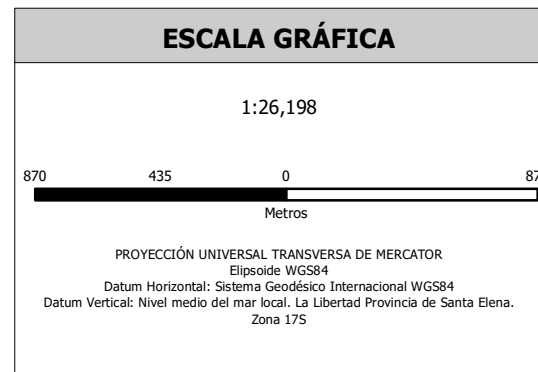 ESCALA GRÁFICA
1:26,198
870 435 0 87
Metros
PROYECCIÓN UNIVERSAL TRANSVERSA DE MERCATOR
Elipsoide WGS84
Datum Horizontal: Sistema Geodésico Internacional WGS84
Datum Vertical: Nivel medio del mar local. La Libertad Provincia de Santa Elena.
Zona 17S